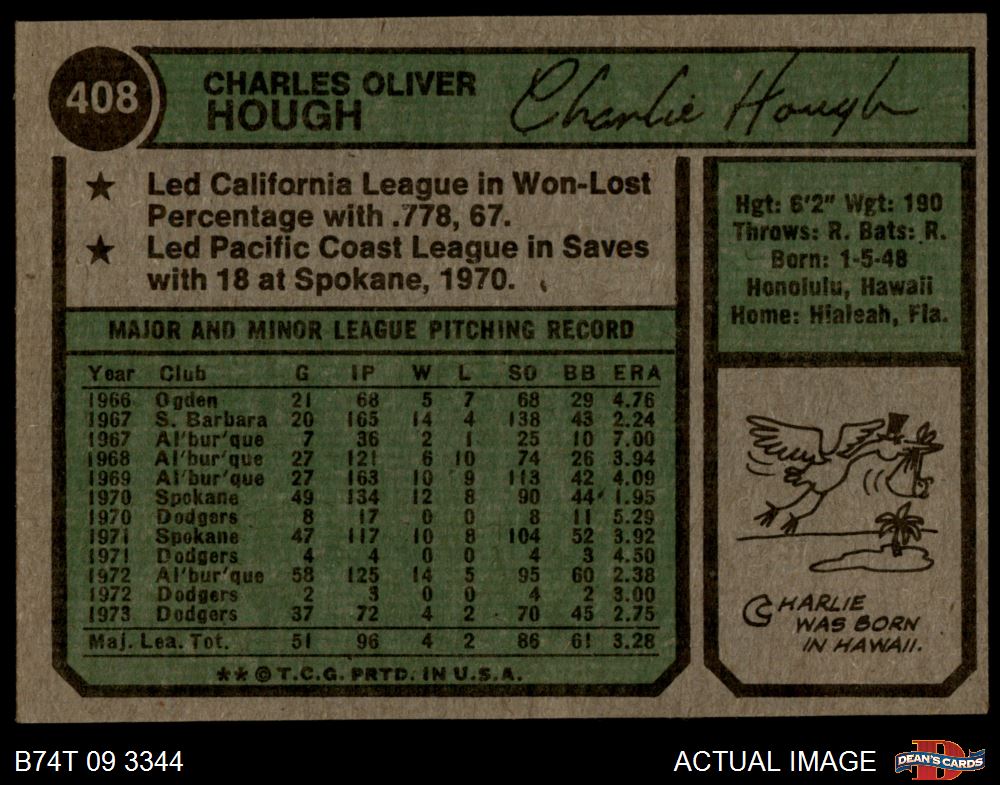 408
CHARLES OLIVER
HOUGH
Charlie Hough
★ Led California League in Won-Lost
Percentage with .778, 67.
★ Led Pacific Coast League in Saves
with 18 at Spokane, 1970.
MAJOR AND MINOR LEAGUE PITCHING RECORD
Year Club G IP W L SO BB ERA
1966 Ogden 21 68 5 7 68 29 4.76
1967 S. Barbara 20 165 14 4 138 43 2.24
1967 Al'bur'que 7 36 2 1 25 10 7.00
1968 Al'bur'que 27 121 6 10 74 26 3.94
1969 Al'bur'que 27 163 10 9 113 42 4.09
1970 Spokane 49 134 12 8 90 44 1.95
1970 Dodgers 8 17 0 0 8 11 5.29
1971 Spokane 47 117 10 8 104 52 3.92
1971 Dodgers 4 4 0 0 4 3 4.50
1972 Al'bur'que 58 125 14 5 95 60 2.38
1972 Dodgers 2 3 0 0 4 2 3.00
1973 Dodgers 37 72 4 2 70 45 2.75
Maj. Lea. Tot. 51 96 4 2 86 61 3.28
★★ © T.C.G. PRTD. IN U.S.A.
Hgt: 6'2" Wgt: 190
Throws: R. Bats: R.
Born: 1-5-48
Honolulu, Hawaii
Home: Hialeah, Fla.
CHARLIE
WAS BORN
IN HAWAII.
B74T 09 3344
ACTUAL IMAGE
D
DEAN'S CARDS